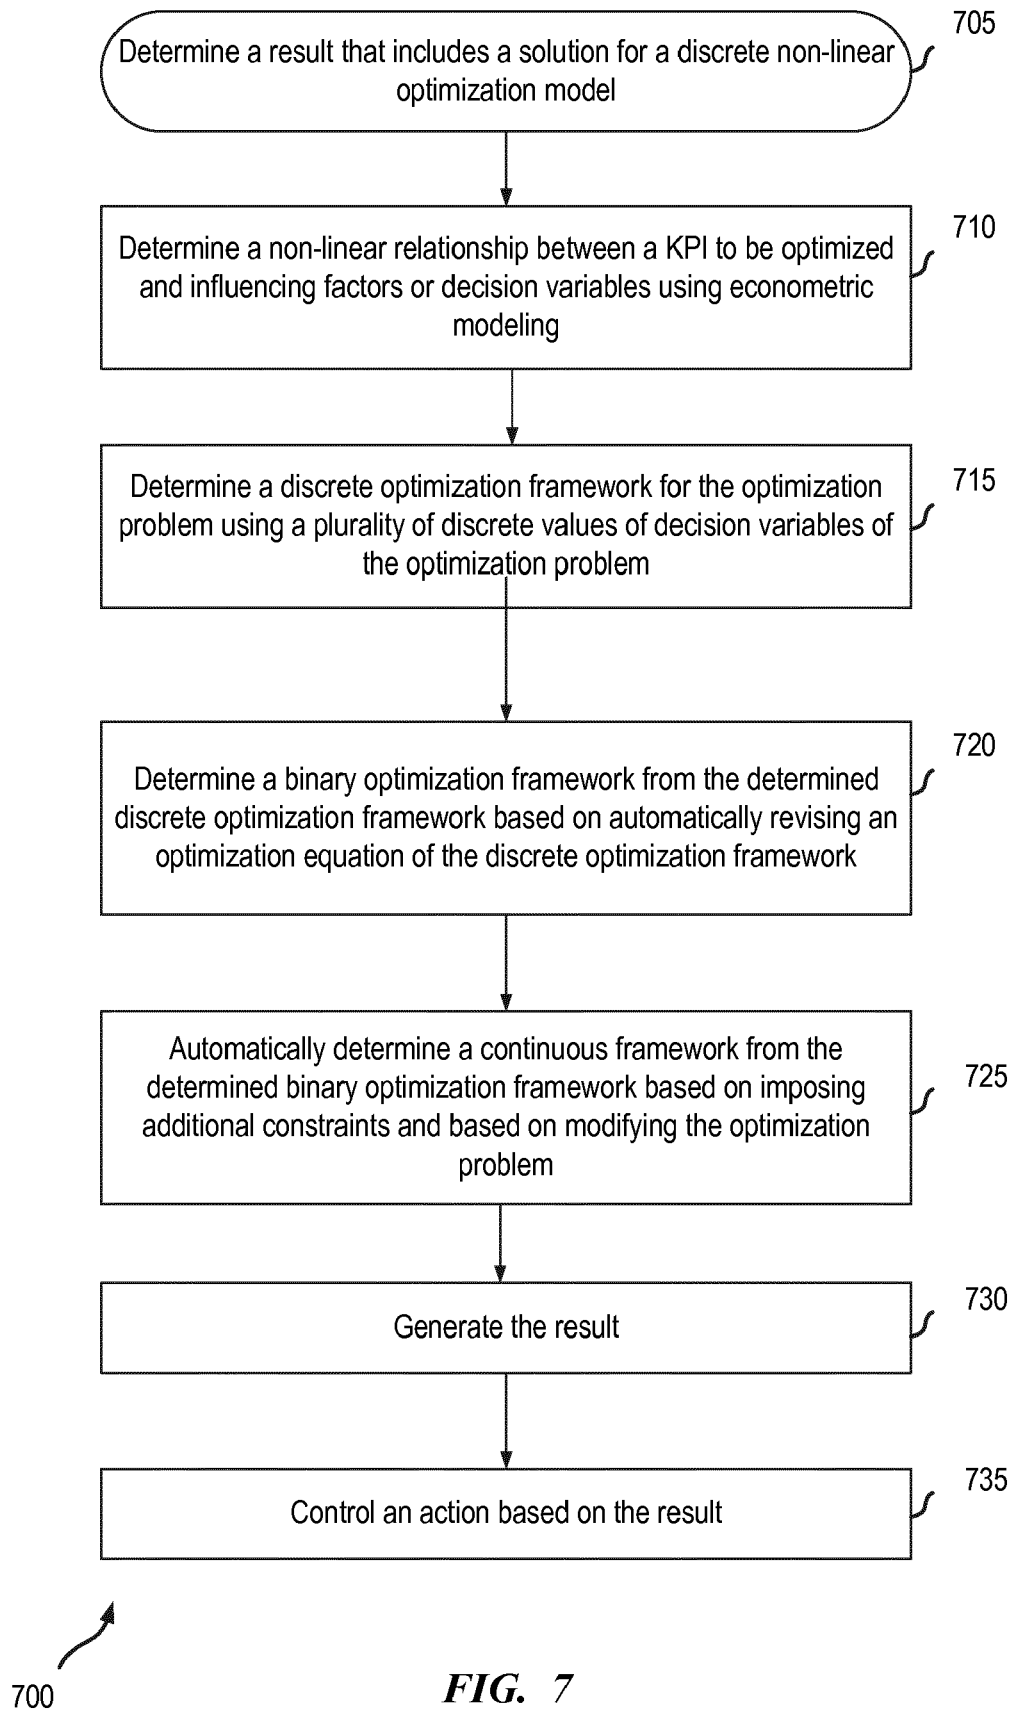 705
Determine a result that includes a solution for a discrete non-linear
optimization model
710
Determine a non-linear relationship between a KPI to be optimized
and influencing factors or decision variables using econometric
modeling
715
Determine a discrete optimization framework for the optimization
problem using a plurality of discrete values of decision variables of
the optimization problem
720
Determine a binary optimization framework from the determined
discrete optimization framework based on automatically revising an
optimization equation of the discrete optimization framework
725
Automatically determine a continuous framework from the
determined binary optimization framework based on imposing
additional constraints and based on modifying the optimization
problem
730
Generate the result
735
Control an action based on the result
700
FIG. 7